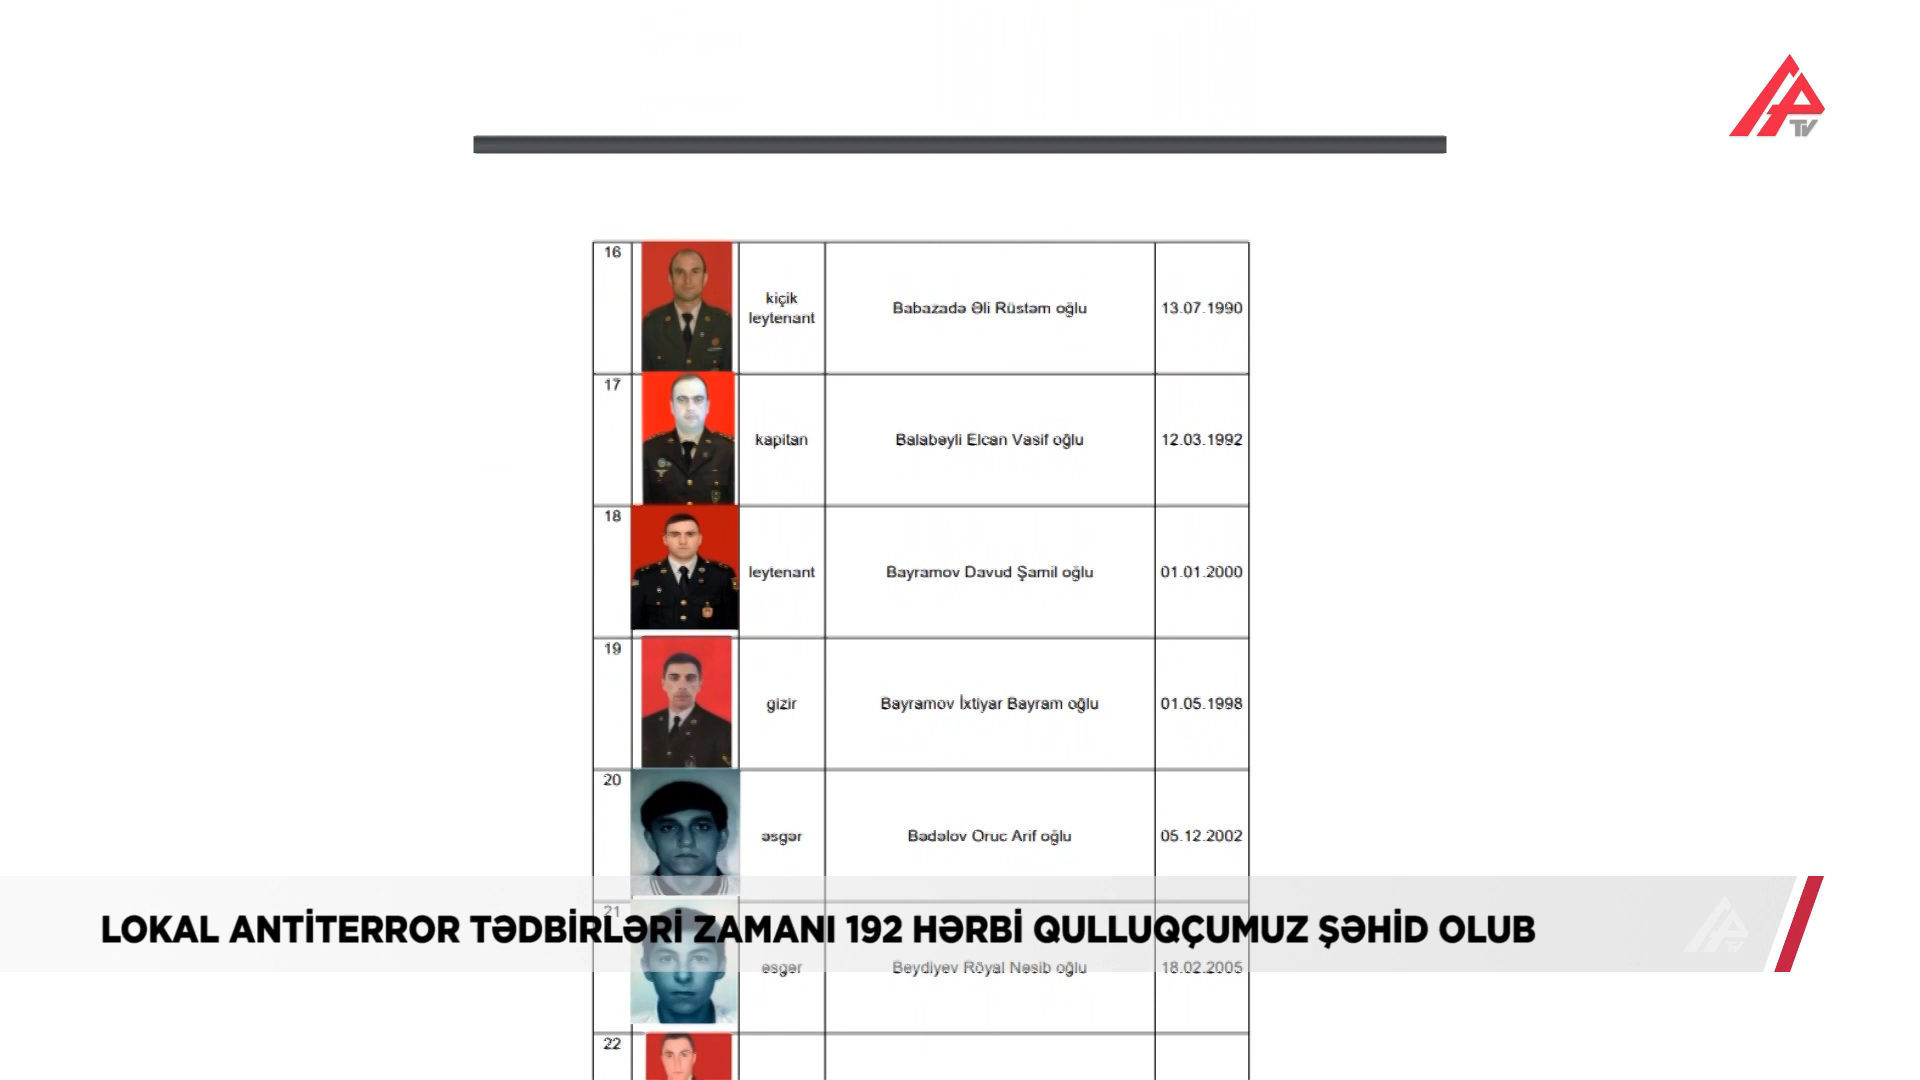 TV
16
kiçik
leytenant
Babazadə Əli Rüstəm oğlu
13.07.1990
17
kapitan
Balabəyli Elcan Vasif oğlu
12.03.1992
18
leytenant
Bayramov Davud Şamil oğlu
01.01.2000
19
gizir
Bayramov İxtiyar Bayram oğlu
01.05.1998
20
əsgər
Bədəlov Oruc Arif oğlu
05.12.2002
21
LOKAL ANTİTERROR TƏDBİRLƏRİ ZAMANI 192 HƏRBİ QULLUQÇUMUZ ŞƏHİD OLUB
əsgər
Beydiyev Röyal Nəsib oğlu
18.02.2005
22